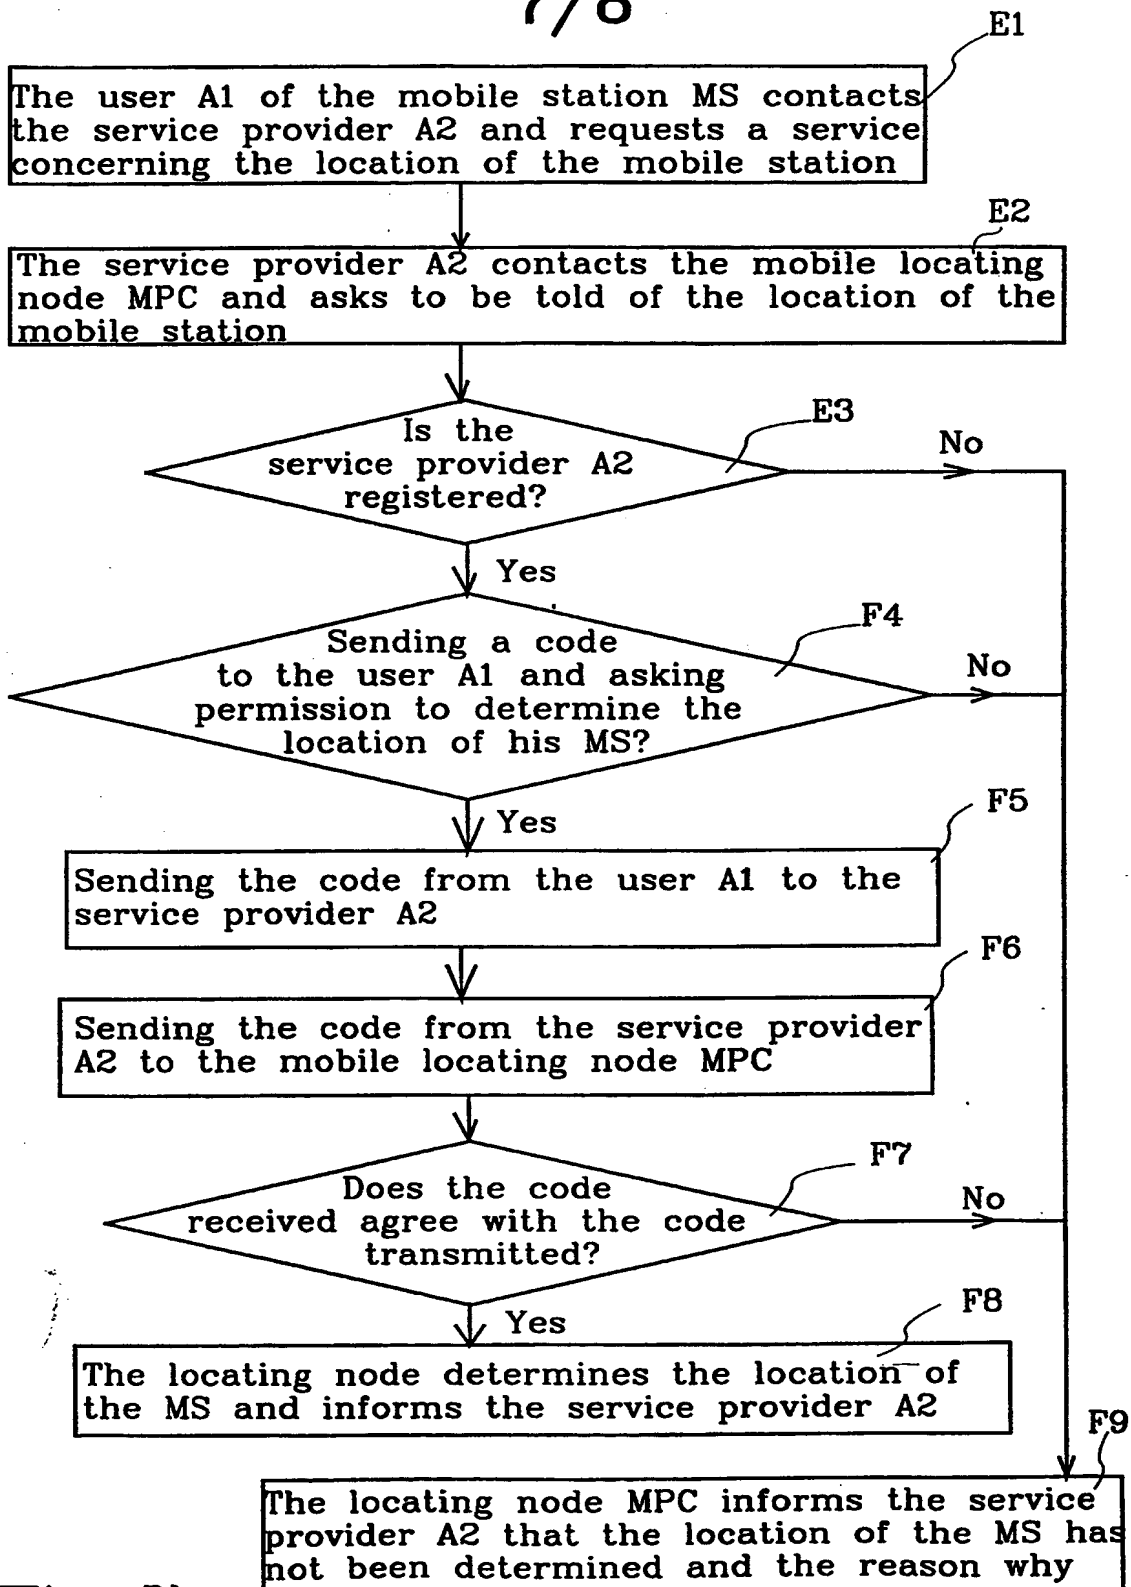 7/8
E1
The user A1 of the mobile station MS contacts
the service provider A2 and requests a service
concerning the location of the mobile station
E2
The service provider A2 contacts the mobile locating
node MPC and asks to be told of the location of the
mobile station
E3
Is the
service provider A2
registered?
No
Yes
F4
Sending a code
to the user A1 and asking
permission to determine the
location of his MS?
No
Yes
F5
Sending the code from the user A1 to the
service provider A2
F6
Sending the code from the service provider
A2 to the mobile locating node MPC
F7
Does the code
received agree with the code
transmitted?
No
Yes
F8
The locating node determines the location of
the MS and informs the service provider A2
F9
The locating node MPC informs the service
provider A2 that the location of the MS has
not been determined and the reason why